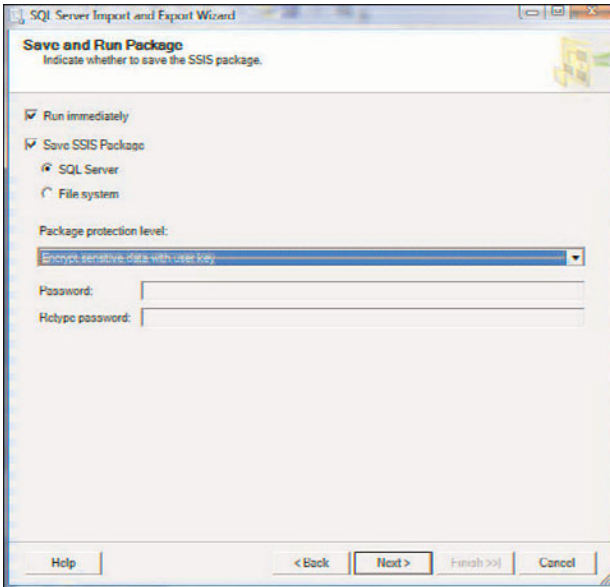 SQL Server Import and Export Wizard
Save and Run Package
Indicate whether to save the SSIS package.
Run immediately
Save SSIS Package
SQL Server
File system
Package protection level:
Encrypt sensitive data with user key
Password:
Retype password:
Help
< Back
Next >
Finish >>|
Cancel